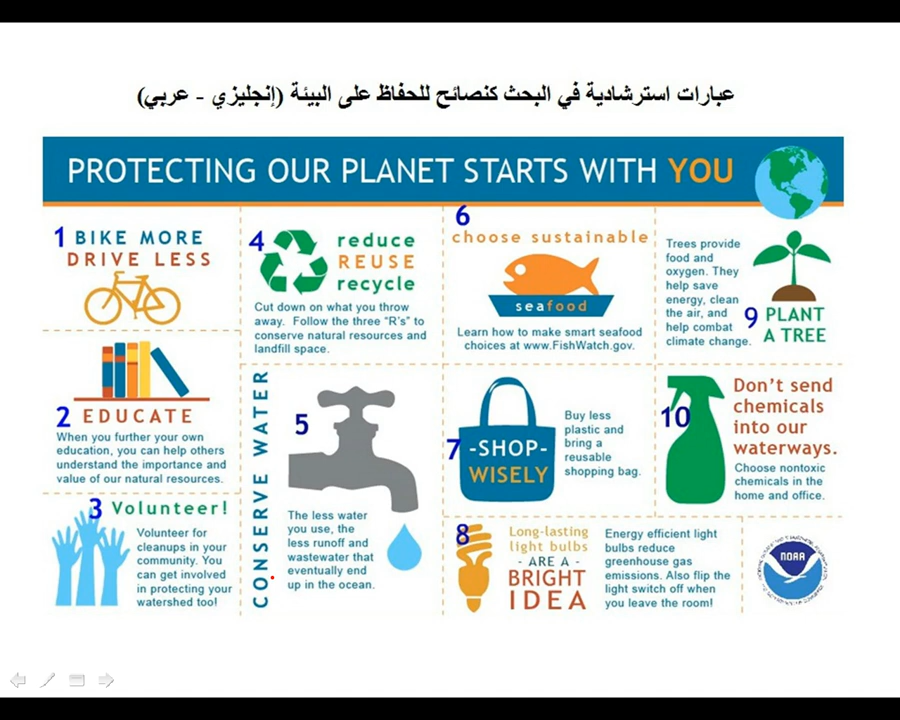 عبارات استرشادية في البحث كنصائح للحفاظ على البيئة (إنجليزي - عربي)
PROTECTING OUR PLANET STARTS WITH YOU
1 BIKE MORE
DRIVE LESS
2 EDUCATE
When you further your own
education, you can help others
understand the importance and
value of our natural resources.
3 Volunteer!
Volunteer for
cleanups in your
community. You
can get involved
in protecting your
watershed too!
4 reduce
REUSE
recycle
Cut down on what you throw
away. Follow the three "R's" to
conserve natural resources and
landfill space.
CONSERVE WATER
5
The less water
you use, the
less runoff and
wastewater that
eventually end
up in the ocean.
6
choose sustainable
seafood
Learn how to make smart seafood
choices at www.FishWatch.gov.
7 -SHOP-
WISELY
Buy less
plastic and
bring a
reusable
shopping bag.
8
Long-lasting
light bulbs
- ARE A -
BRIGHT
IDEA
Energy efficient light
bulbs reduce
greenhouse gas
emissions. Also flip the
light switch off when
you leave the room!
Trees provide
food and
oxygen. They
help save
energy, clean
the air, and
help combat
climate change.
9 PLANT
A TREE
10
Don't send
chemicals
into our
waterways.
Choose nontoxic
chemicals in the
home and office.
NOAA